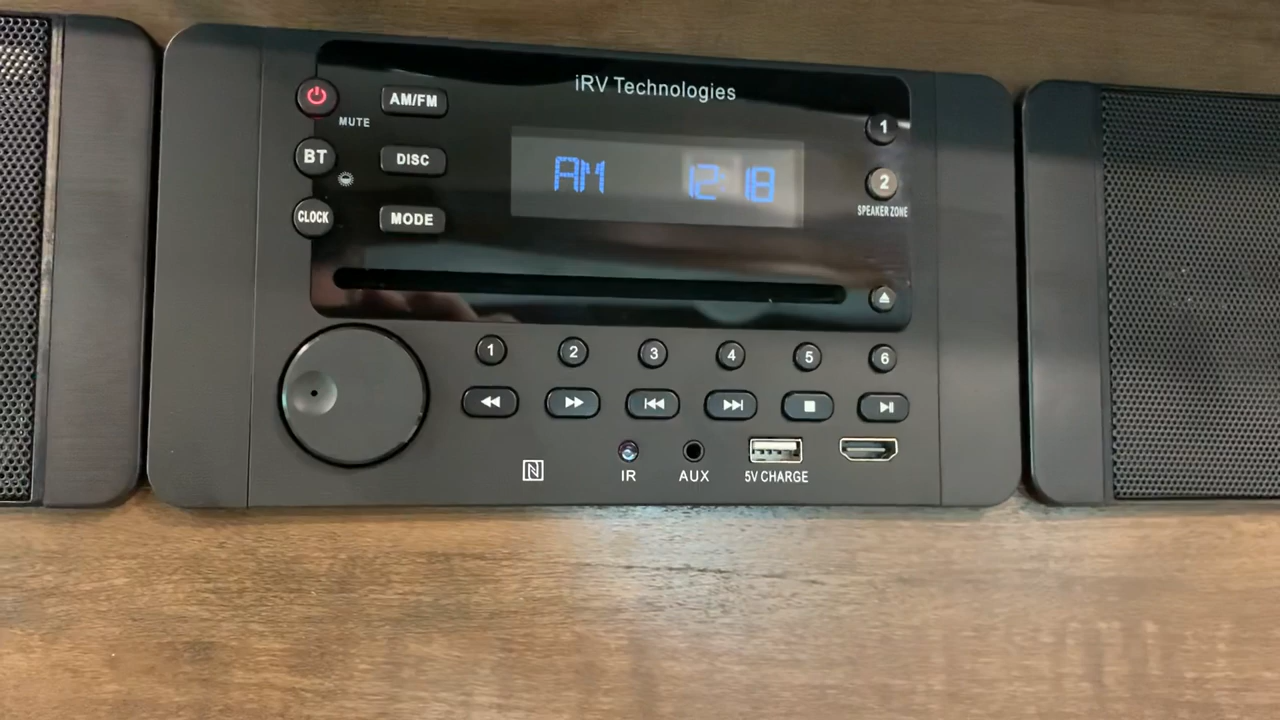 iRV Technologies
AM/FM
MUTE
BT
DISC
CLOCK
MODE
AM 12:18
1
2
SPEAKER ZONE
1 2 3 4 5 6
IR AUX 5V CHARGE